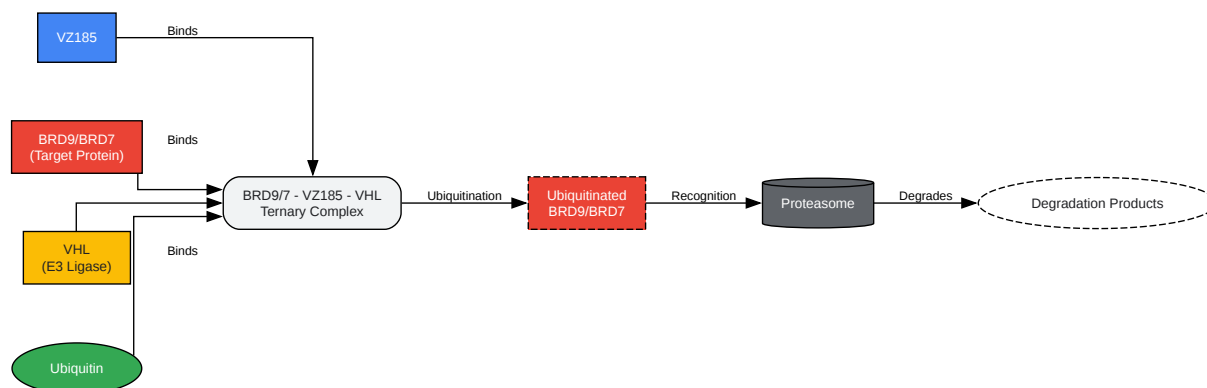 VZ185
Binds
BRD9/BRD7
(Target Protein)
Binds
BRD9/7 - VZ185 - VHL
Ternary Complex
Ubiquitination
Ubiquitinated
BRD9/BRD7
Recognition
Proteasome
Degrades
Degradation Products
VHL
(E3 Ligase)
Binds
Ubiquitin